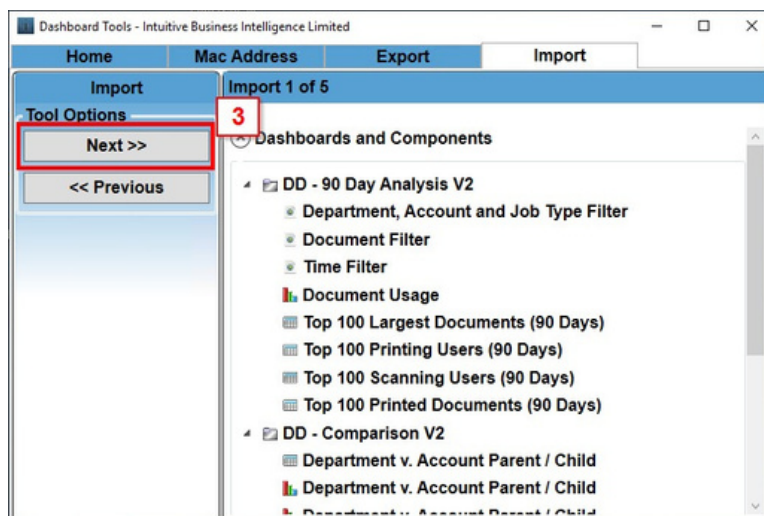 Dashboard Tools - Intuitive Business Intelligence Limited
Home Mac Address Export Import
Import
Import 1 of 5
Tool Options
3
Next >>
<< Previous
Dashboards and Components
DD - 90 Day Analysis V2
Department, Account and Job Type Filter
Document Filter
Time Filter
Document Usage
Top 100 Largest Documents (90 Days)
Top 100 Printing Users (90 Days)
Top 100 Scanning Users (90 Days)
Top 100 Printed Documents (90 Days)
DD - Comparison V2
Department v. Account Parent / Child
Department v. Account Parent / Child
Department v. Account Parent / Child